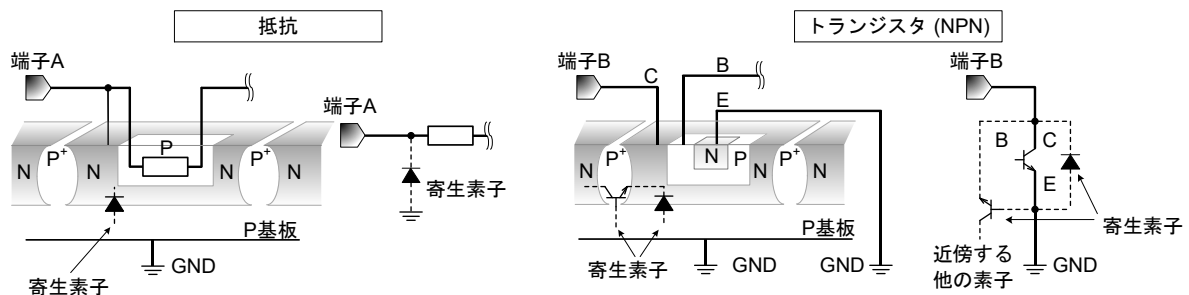 抵抗
トランジスタ (NPN)
端子A
端子A
N
P+
N
P
N
P+
N
寄生素子
P基板
GND
寄生素子
端子B
C
B
E
N
P+
N
N
P
N
P+
N
P基板
寄生素子
GND
GND
端子B
B
C
E
寄生素子
近傍する
他の素子
GND